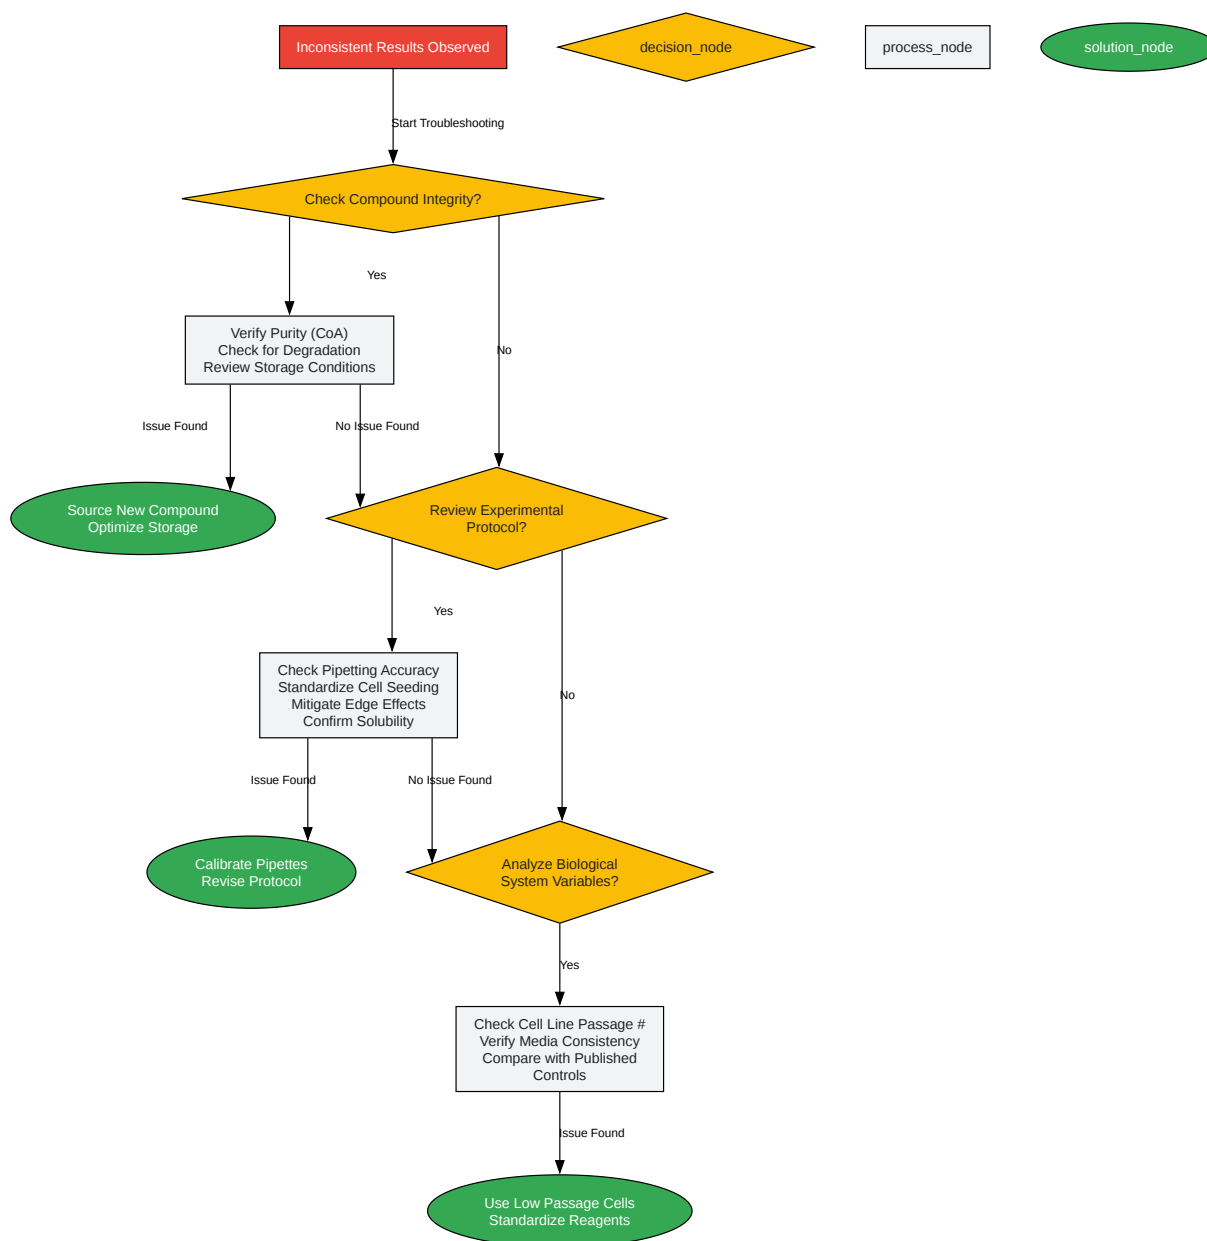 Inconsistent Results Observed
decision_node
process_node
solution_node
Start Troubleshooting
Check Compound Integrity?
Yes
Verify Purity (CoA)
Check for Degradation
Review Storage Conditions
No
Issue Found
No Issue Found
Source New Compound
Optimize Storage
Review Experimental
Protocol?
Yes
Check Pipetting Accuracy
Standardize Cell Seeding
Mitigate Edge Effects
Confirm Solubility
No
Issue Found
No Issue Found
Calibrate Pipettes
Revise Protocol
Analyze Biological
System Variables?
Yes
Check Cell Line Passage #
Verify Media Consistency
Compare with Published
Controls
Issue Found
Use Low Passage Cells
Standardize Reagents